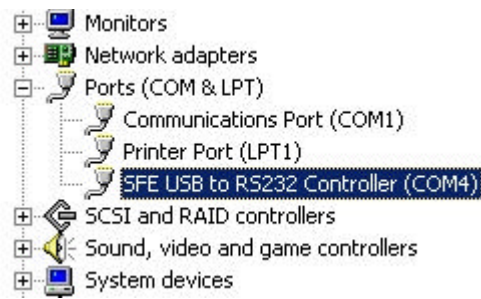 Monitors
Network adapters
Ports (COM & LPT)
Communications Port (COM1)
Printer Port (LPT1)
SFE USB to RS232 Controller (COM4)
SCSI and RAID controllers
Sound, video and game controllers
System devices